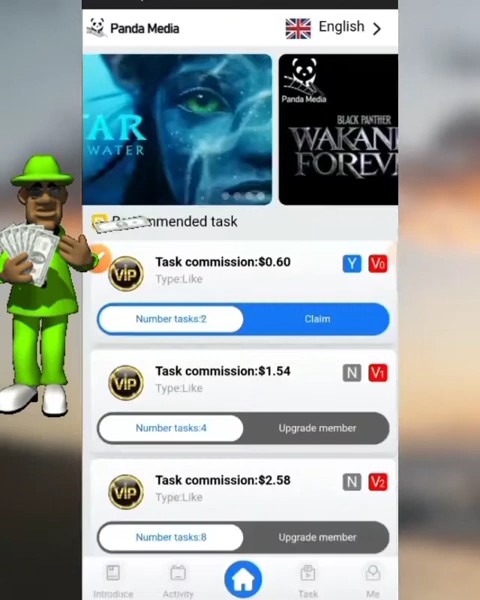 Panda Media
English
AR
WATER
Panda Media
BLACK PANTHER
WAKAN
FOREV
mmended task
VIP
Task commission:$0.60
Y V0
Type:Like
Number tasks:2
Claim
VIP
Task commission:$1.54
N V1
Type:Like
Number tasks:4
Upgrade member
VIP
Task commission:$2.58
N V2
Type:Like
Number tasks:8
Upgrade member
Introduce
Activity
Task
Me